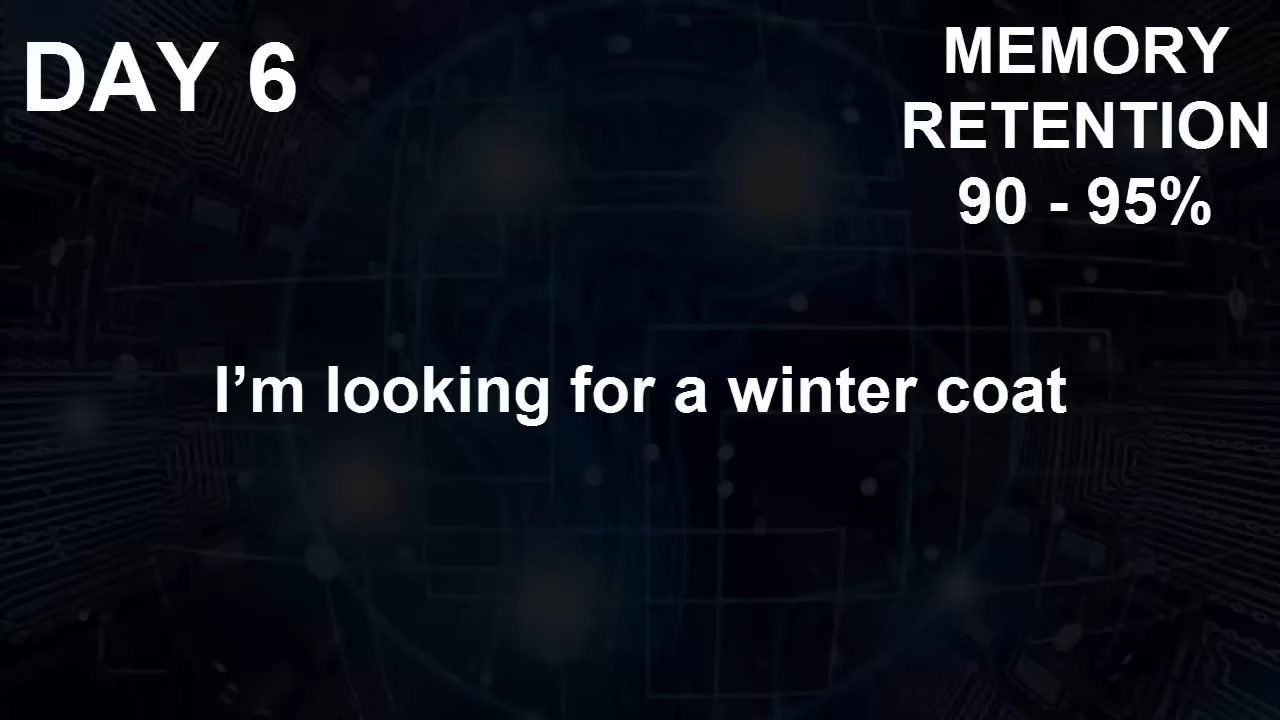 DAY 6
MEMORY
RETENTION
90 - 95%
I’m looking for a winter coat